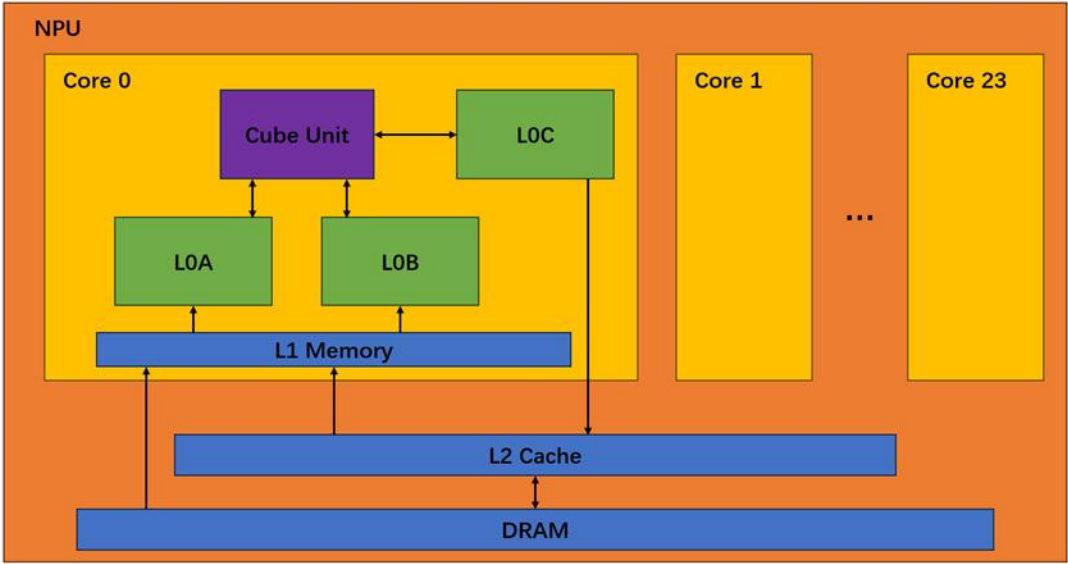 NPU
Core 0
Core 1
Core 23
Cube Unit
L0C
...
L0A
L0B
L1 Memory
L2 Cache
DRAM